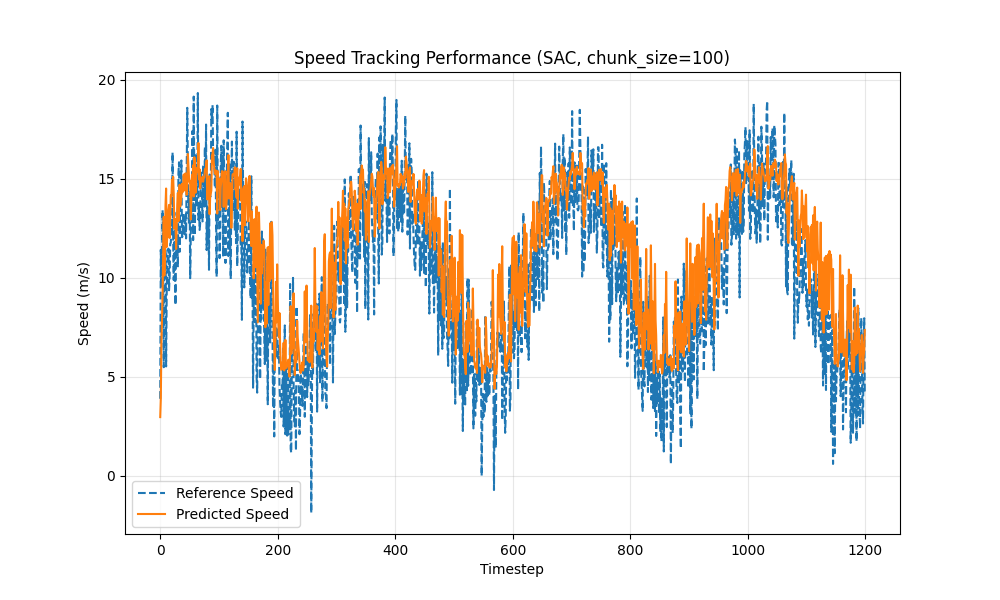 Speed Tracking Performance (SAC, chunk_size=100)
20
15
10
5
0
Speed (m/s)
Reference Speed
Predicted Speed
0 200 400 600 800 1000 1200
Timestep